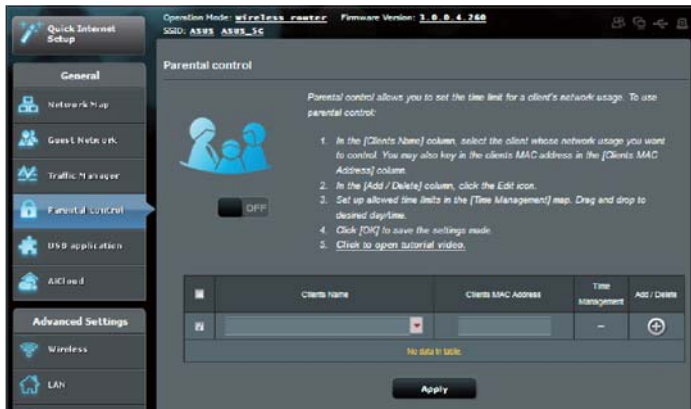 Quick Internet
Setup
Operation Mode: Wireless router Firmware Version: 3.0.0.4.260
SSID: ASUS ASUS_5G
General
Network Map
Guest Network
Traffic Manager
Parental control
USB application
AiCloud
Advanced Settings
Wireless
LAN
Parental control
Parental control allows you to set the time limit for a client's network usage. To use
parental control:
1. In the [Clients Name] column, select the client whose network usage you want
to control. You may also key in the clients MAC address in the [Clients MAC
Address] column.
2. In the [Add / Delete] column, click the Edit icon.
3. Set up allowed time limits in the [Time Management] map. Drag and drop to
desired day/time.
4. Click [OK] to save the settings made.
5. Click to open tutorial video.
OFF
Clients Name
Clients MAC Address
Time
Management
Add / Delete
–
No data in table.
Apply